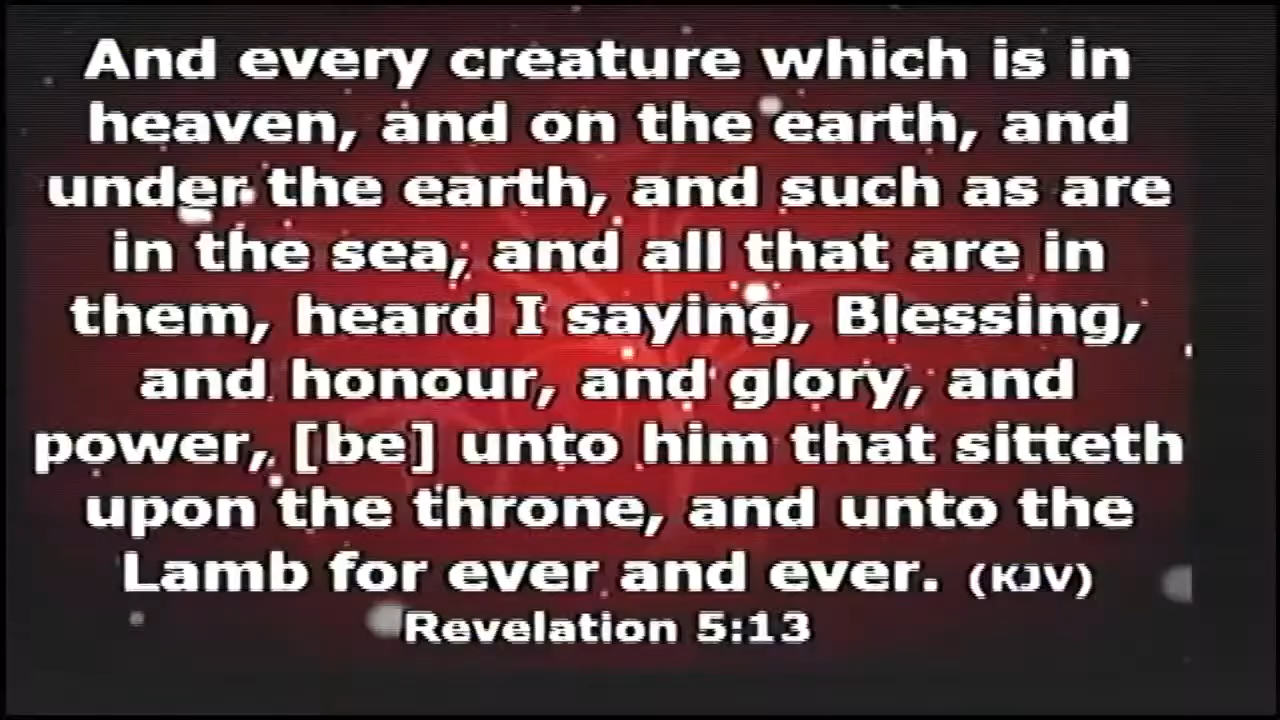 And every creature which is in
heaven, and on the earth, and
under the earth, and such as are
in the sea, and all that are in
them, heard I saying, Blessing,
and honour, and glory, and
power, [be] unto him that sitteth
upon the throne, and unto the
Lamb for ever and ever. (KJV)
Revelation 5:13